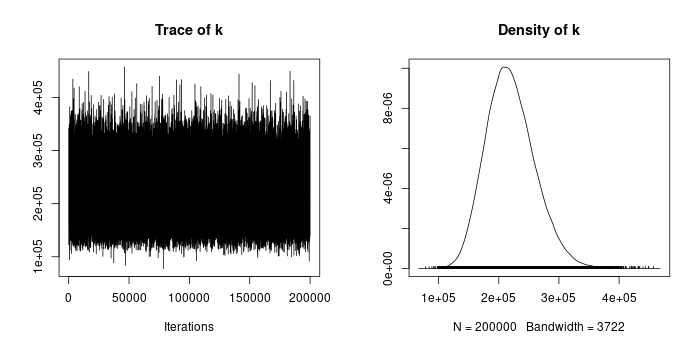 Trace of k
4e+05
3e+05
2e+05
1e+05
0 50000 100000 150000 200000
Iterations
Density of k
8e-06
4e-06
0e+00
1e+05 2e+05 3e+05 4e+05
N = 200000 Bandwidth = 3722